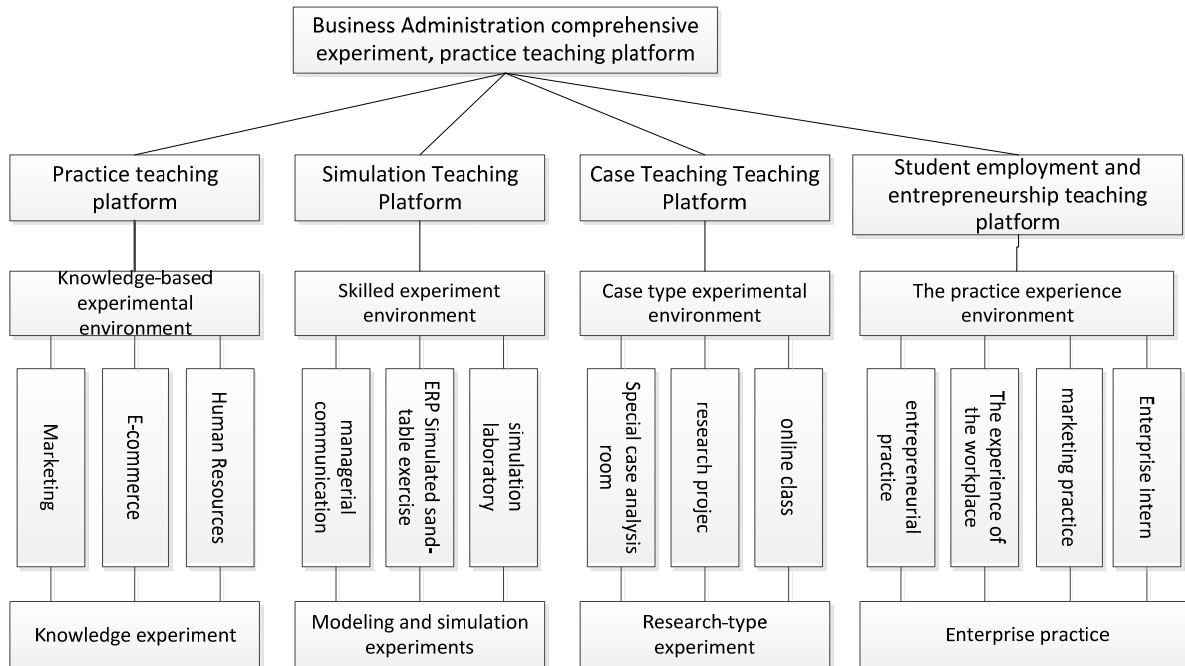 Business Administration comprehensive
experiment, practice teaching platform
Practice teaching
platform
Simulation Teaching
Platform
Case Teaching Teaching
Platform
Student employment and
entrepreneurship teaching
platform
Knowledge-based
experimental
environment
Skilled experiment
environment
Case type experimental
environment
The practice experience
environment
Marketing
E-commerce
Human Resources
managerial
communication
ERP Simulated sand-
table exercise
simulation
laboratory
Special case analysis
room
research projec
online class
entrepreneurial
practice
The experience of
the workplace
marketing practice
Enterprise intern
Knowledge experiment
Modeling and simulation
experiments
Research-type
experiment
Enterprise practice